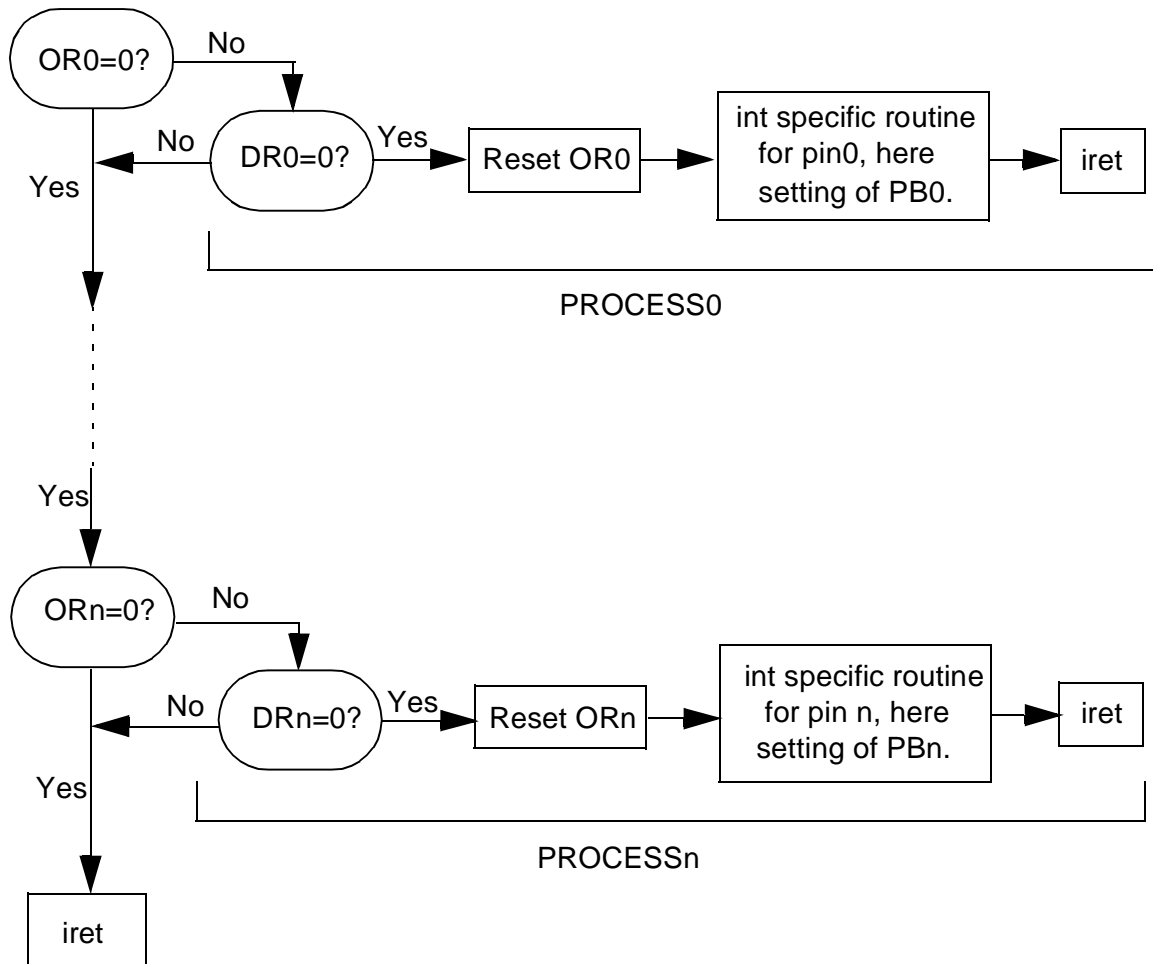 OR0=0?
No
No
DR0=0?
Yes
Reset OR0
int specific routine
for pin0, here
setting of PB0.
iret
Yes
PROCESS0
Yes
ORn=0?
No
No
DRn=0?
Yes
Reset ORn
int specific routine
for pin n, here
setting of PBn.
iret
Yes
PROCESSn
iret